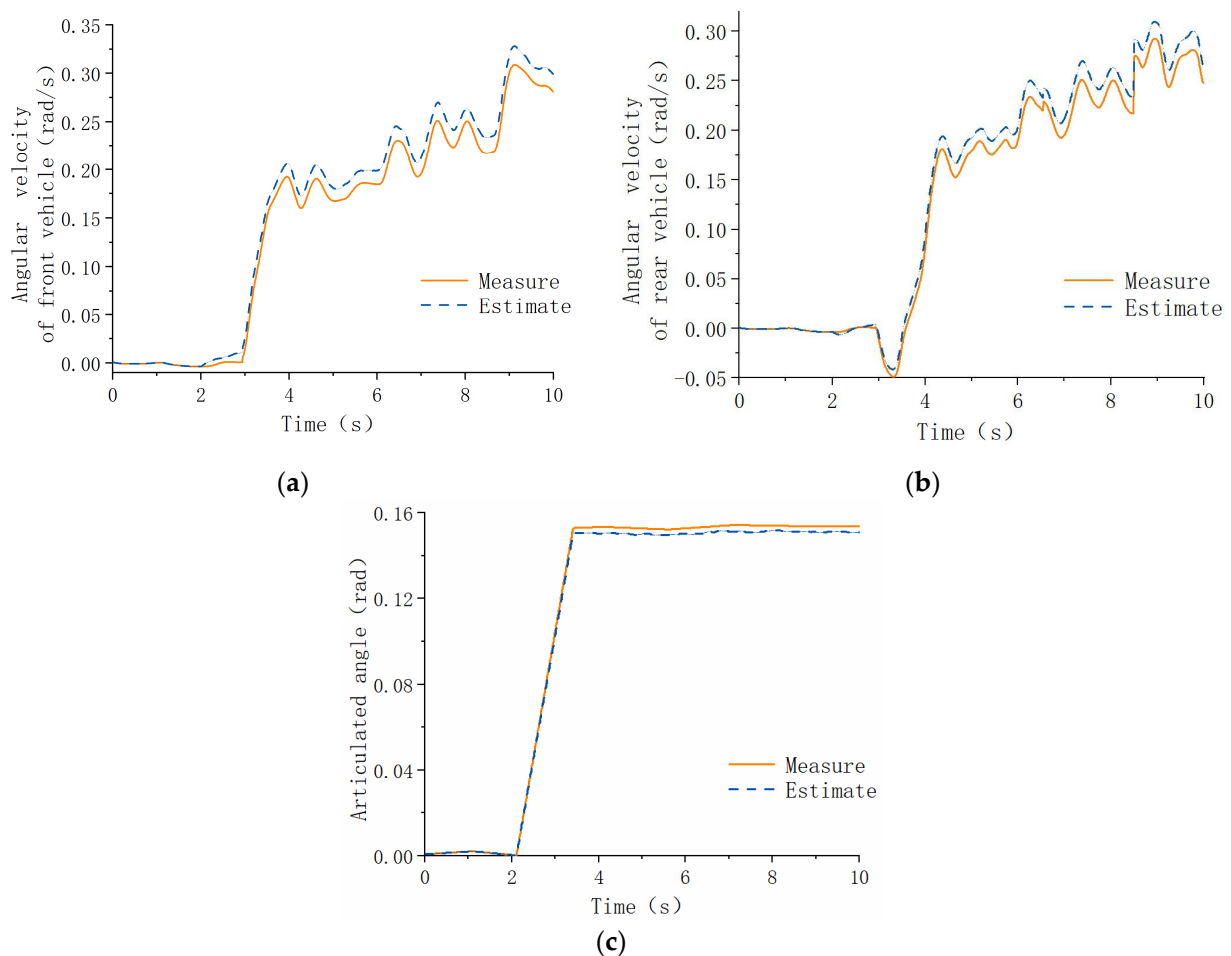 Angular velocity
of front vehicle (rad/s)
0.35
0.30
0.25
0.20
0.15
0.10
0.05
0.00
0
2
4
6
8
10
Time (s)
Measure
Estimate
(a)
Angular velocity
of rear vehicle (rad/s)
0.30
0.25
0.20
0.15
0.10
0.05
0.00
-0.05
0
2
4
6
8
10
Time (s)
Measure
Estimate
(b)
Articulated angle (rad)
0.16
0.12
0.08
0.04
0.00
0
2
4
6
8
10
Time (s)
Measure
Estimate
(c)